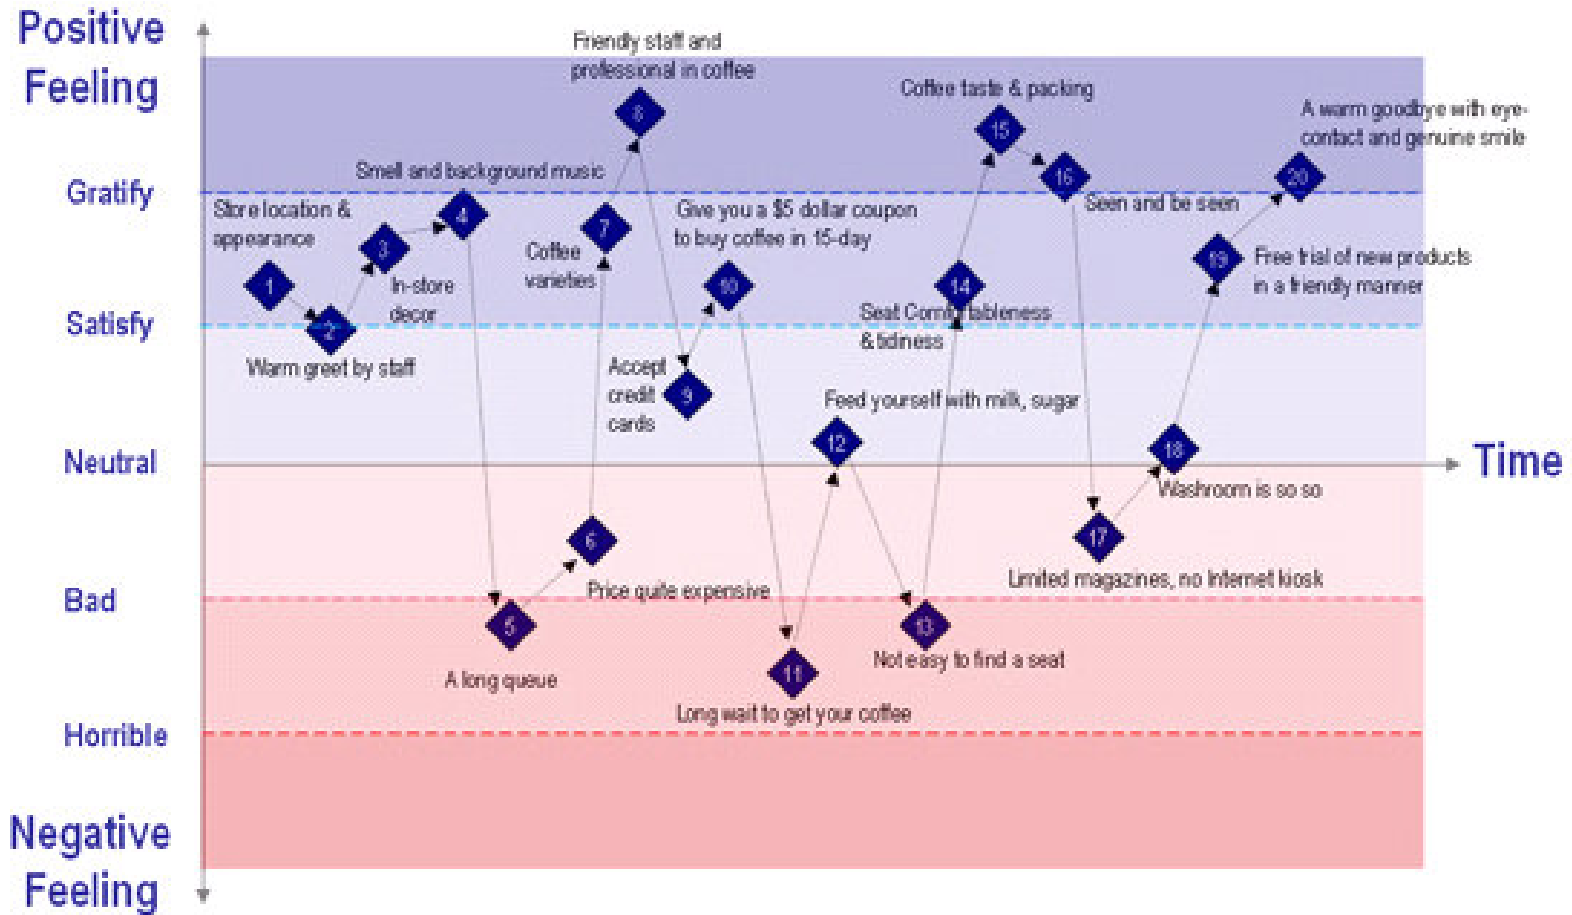 Positive
Feeling
Gratify
Satisfy
Neutral
Bad
Horrible
Negative
Feeling
Time
Store location &
appearance
1
2
Warm greet by staff
3
In-store
decor
4
Smell and background music
5
A long queue
6
Price quite expensive
7
Coffee
varieties
8
Friendly staff and
professional in coffee
9
Accept
credit
cards
10
Give you a $5 dollar coupon
to buy coffee in 15-day
11
Long wait to get your coffee
12
Feed yourself with milk, sugar
13
Not easy to find a seat
14
Seat Comfortableness
& tidiness
15
Coffee taste & packing
16
Seen and be seen
17
Limited magazines, no Internet kiosk
18
Washroom is so so
19
Free trial of new products
in a friendly manner
20
A warm goodbye with eye-
contact and genuine smile